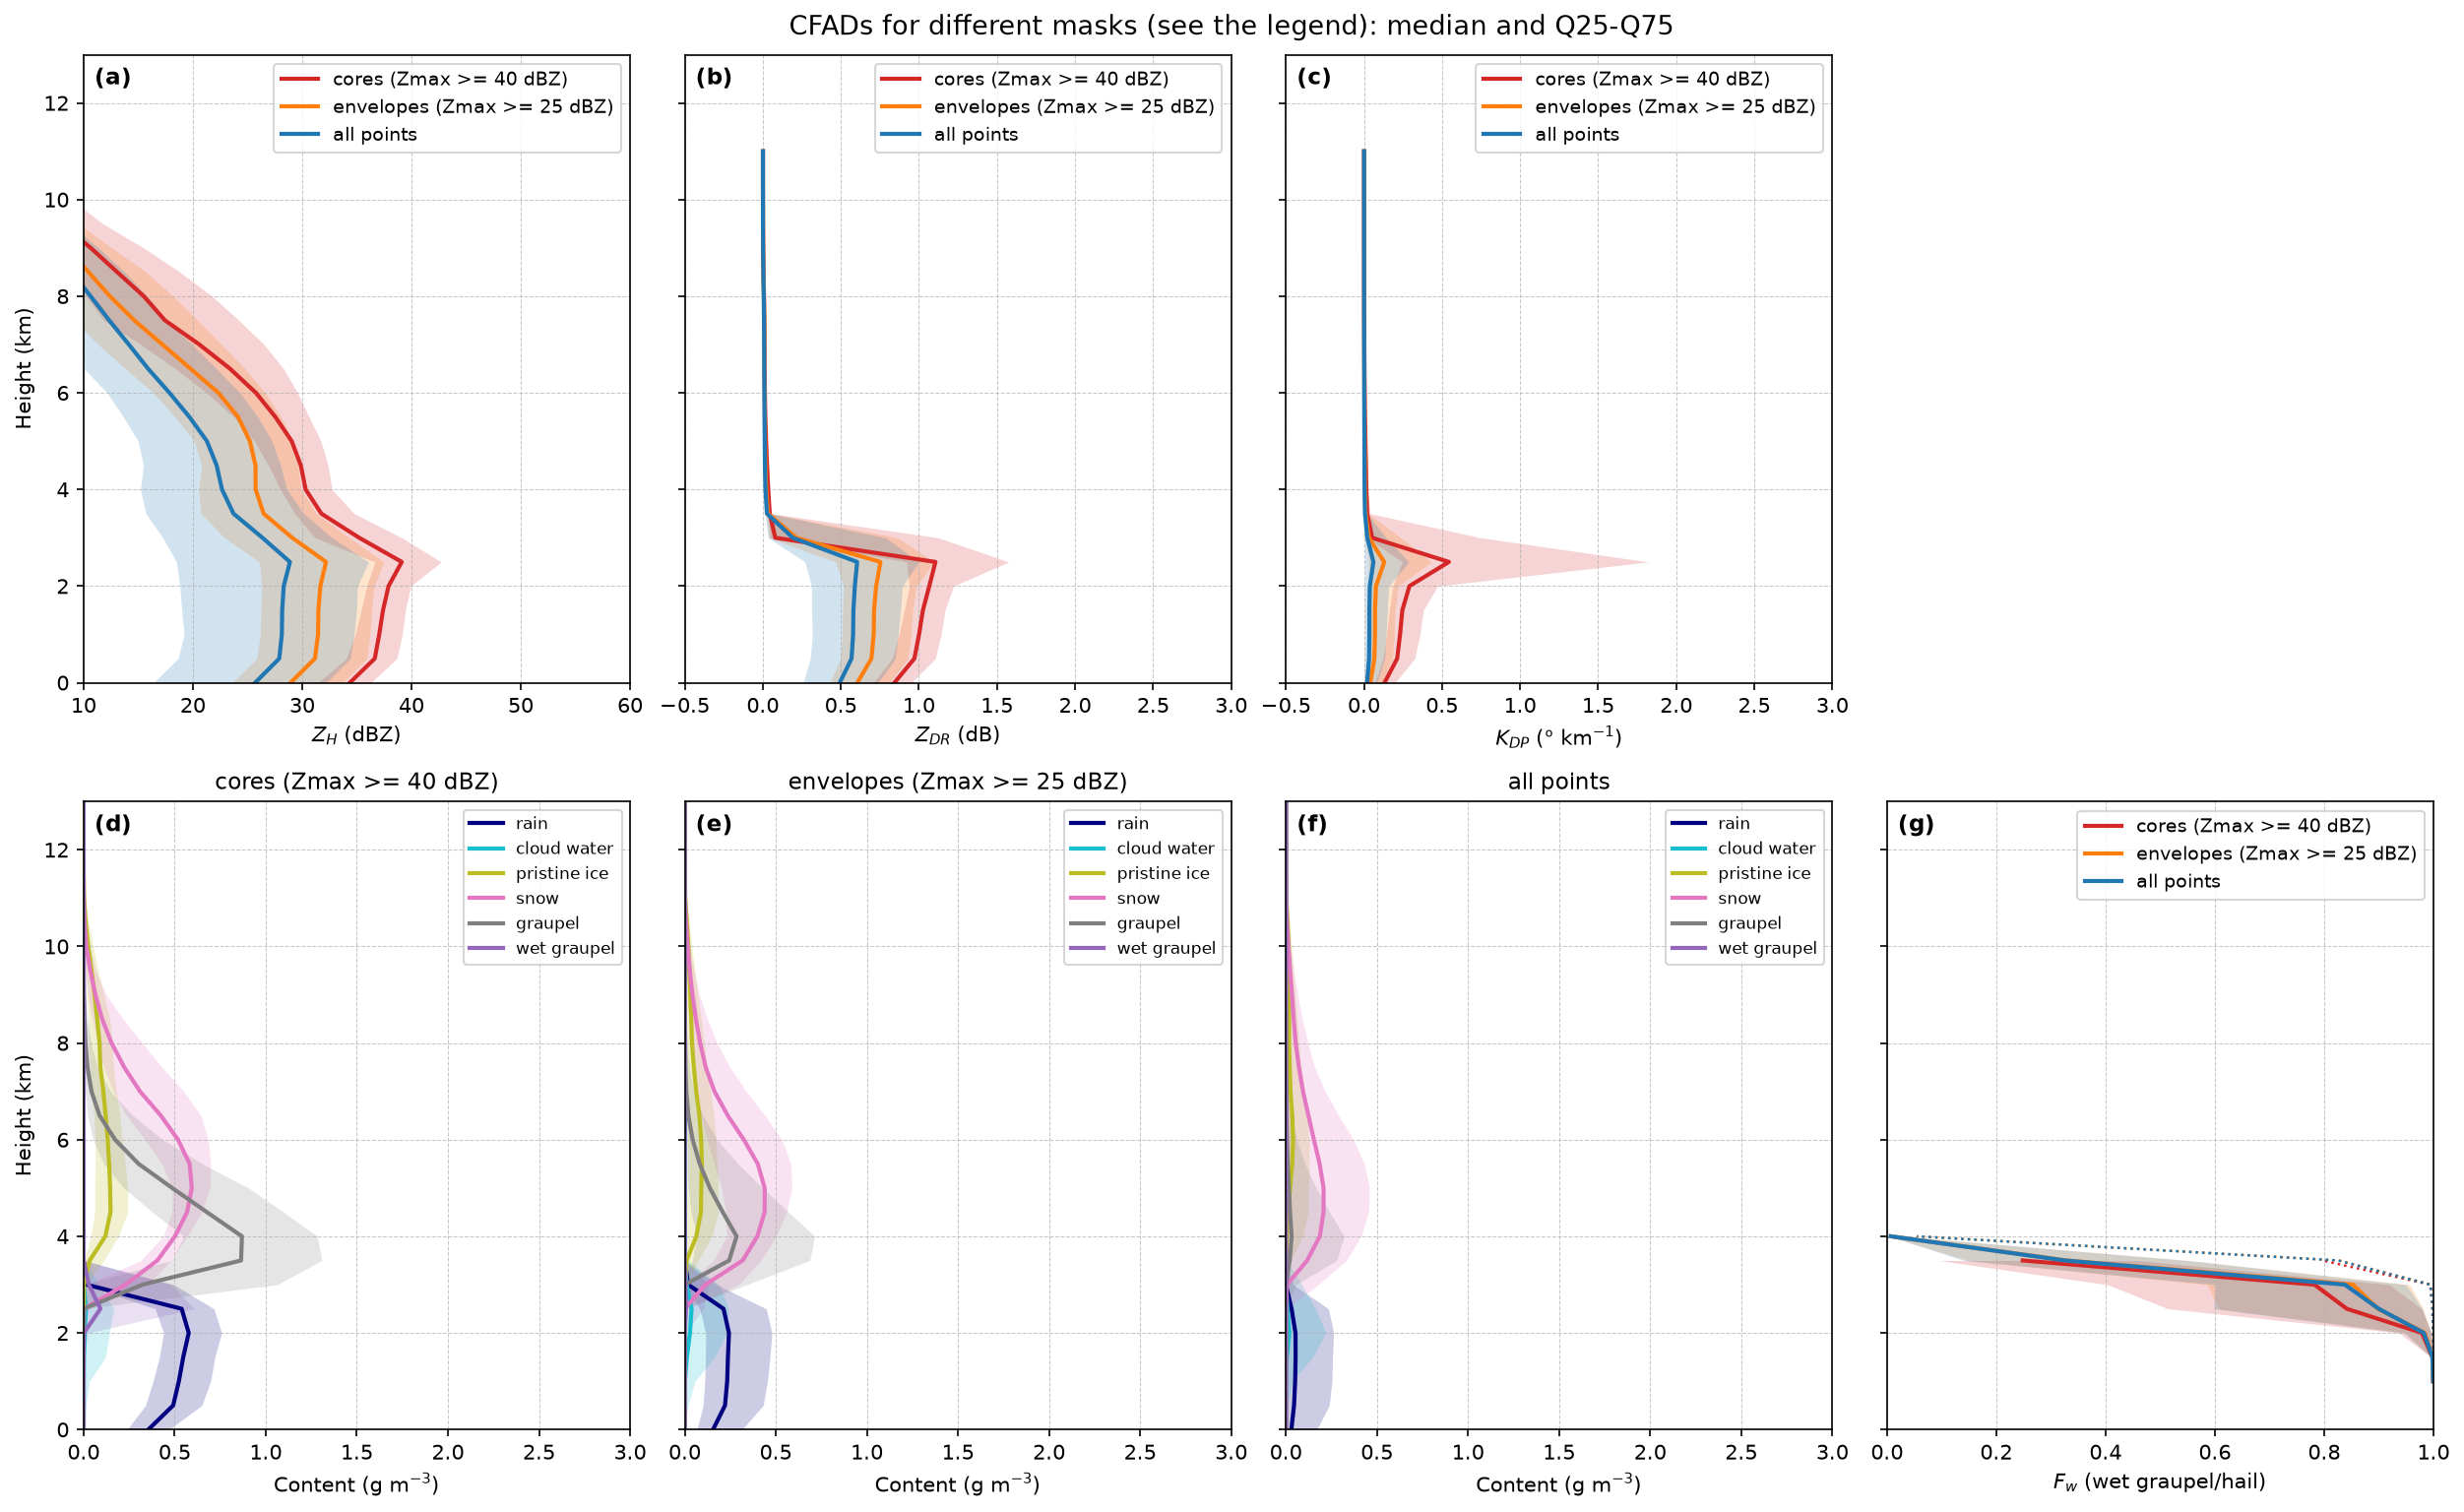 CFADs for different masks (see the legend): median and Q25-Q75
(a)
cores (Zmax >= 40 dBZ)
envelopes (Zmax >= 25 dBZ)
all points
Height (km)
12
10
8
6
4
2
0
10 20 30 40 50 60
Z_H (dBZ)
(b)
cores (Zmax >= 40 dBZ)
envelopes (Zmax >= 25 dBZ)
all points
−0.5 0.0 0.5 1.0 1.5 2.0 2.5 3.0
Z_DR (dB)
(c)
cores (Zmax >= 40 dBZ)
envelopes (Zmax >= 25 dBZ)
all points
−0.5 0.0 0.5 1.0 1.5 2.0 2.5 3.0
K_DP (° km⁻¹)
cores (Zmax >= 40 dBZ)
(d)
rain
cloud water
pristine ice
snow
graupel
wet graupel
Height (km)
12
10
8
6
4
2
0
0.0 0.5 1.0 1.5 2.0 2.5 3.0
Content (g m⁻³)
envelopes (Zmax >= 25 dBZ)
(e)
rain
cloud water
pristine ice
snow
graupel
wet graupel
0.0 0.5 1.0 1.5 2.0 2.5 3.0
Content (g m⁻³)
all points
(f)
rain
cloud water
pristine ice
snow
graupel
wet graupel
0.0 0.5 1.0 1.5 2.0 2.5 3.0
Content (g m⁻³)
(g)
cores (Zmax >= 40 dBZ)
envelopes (Zmax >= 25 dBZ)
all points
0.0 0.2 0.4 0.6 0.8 1.0
F_w (wet graupel/hail)